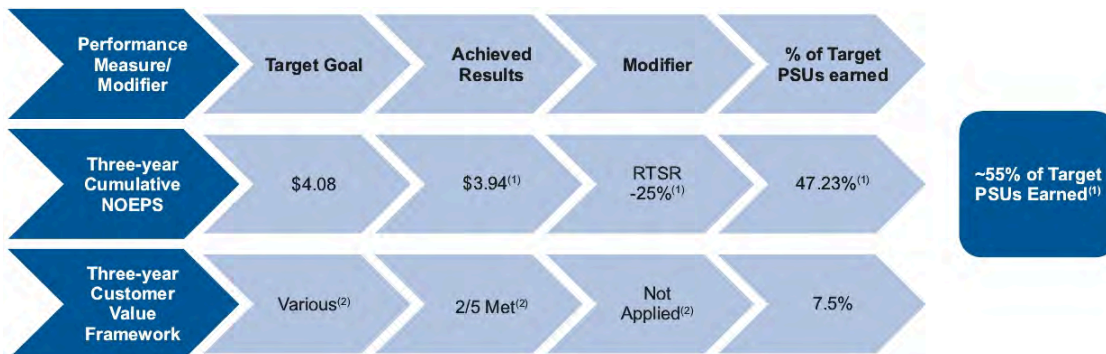 Performance
Measure/
Modifier
Target Goal
Achieved
Results
Modifier
% of Target
PSUs earned
Three-year
Cumulative
NOEPS
$4.08
$3.94(1)
RTSR
-25%(1)
47.23%(1)
Three-year
Customer
Value
Framework
Various(2)
2/5 Met(2)
Not
Applied(2)
7.5%
~55% of Target
PSUs Earned(1)